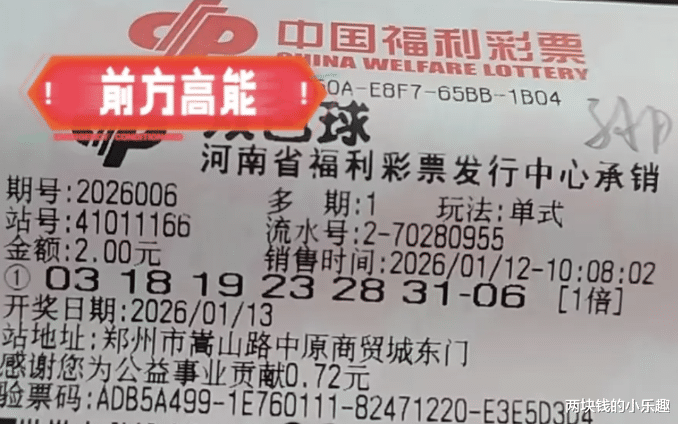 中国福利彩票
CHINA WELFARE LOTTERY
! 前方高能 !
50A-E8F7-65BB-1B04
球
河南省福利彩票发行中心承销
期号:2026006 多期:1 玩法:单式
站号:41011166 流水号:2-70280955
金额:2.00元 销售时间:2026/01/12-10:08:02
① 03 18 19 23 28 31-06 [1倍]
开奖日期:2026/01/13
站地址:郑州市嵩山路中原商贸城东门
感谢您为公益事业贡献0.72元
验票码:ADB5A499-1E760111-82471220-E3E5D3D4
两块钱的小乐趣